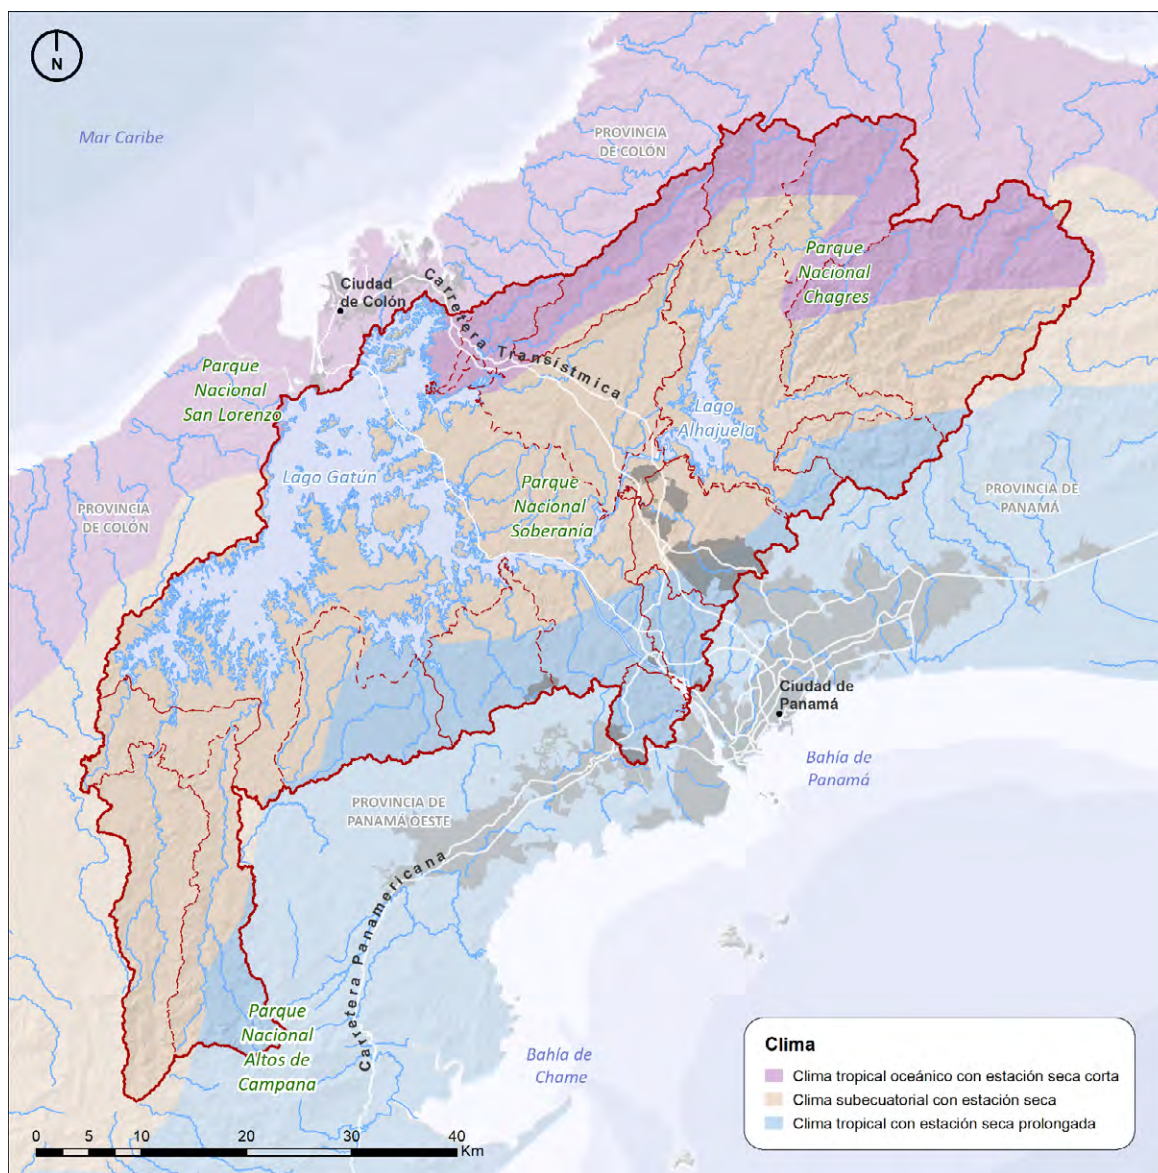 N
Mar Caribe
PROVINCIA
DE COLÓN
Parque
Nacional
Chagres
Ciudad
de Colón
Carretera Transístmica
Parque
Nacional
San Lorenzo
Lago
Alhajuela
Lago Gatún
Parque
Nacional
Soberanía
PROVINCIA
DE COLÓN
PROVINCIA DE
PANAMÁ
Ciudad de
Panamá
Bahía de
Panamá
PROVINCIA DE
PANAMÁ OESTE
Carretera Panamericana
Parque
Nacional
Altos de
Campana
Bahía de
Chame
Clima
Clima tropical oceánico con estación seca corta
Clima subecuatorial con estación seca
Clima tropical con estación seca prolongada
0 5 10 20 30 40
Km